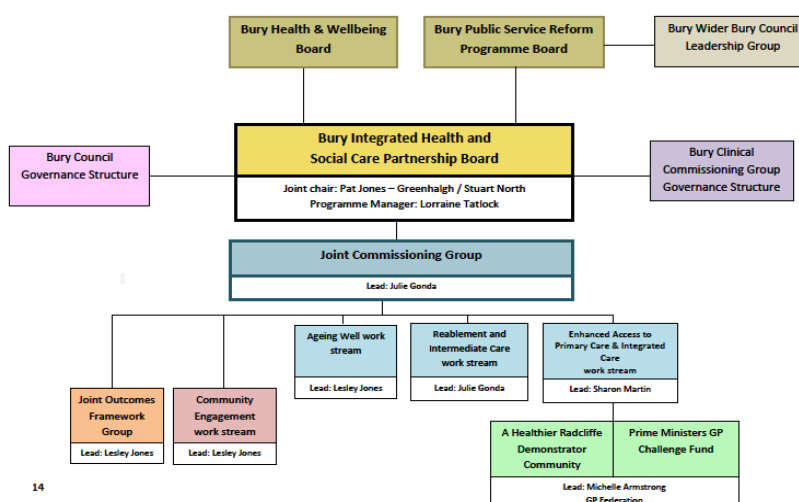 Bury Health & Wellbeing
Board
Bury Public Service Reform
Programme Board
Bury Wider Bury Council
Leadership Group
Bury Integrated Health and
Social Care Partnership Board
Joint chair: Pat Jones – Greenhalgh / Stuart North
Programme Manager: Lorraine Tatlock
Bury Council
Governance Structure
Bury Clinical
Commissioning Group
Governance Structure
Joint Commissioning Group
Lead: Julie Gonda
Ageing Well work
stream
Lead: Lesley Jones
Reablement and
Intermediate Care
work stream
Lead: Julie Gonda
Enhanced Access to
Primary Care & Integrated
Care
work stream
Lead: Sharon Martin
Joint Outcomes
Framework
Group
Lead: Lesley Jones
Community
Engagement
work stream
Lead: Lesley Jones
A Healthier Radcliffe
Demonstrator
Community
Prime Ministers GP
Challenge Fund
Lead: Michelle Armstrong
GP Federation
14